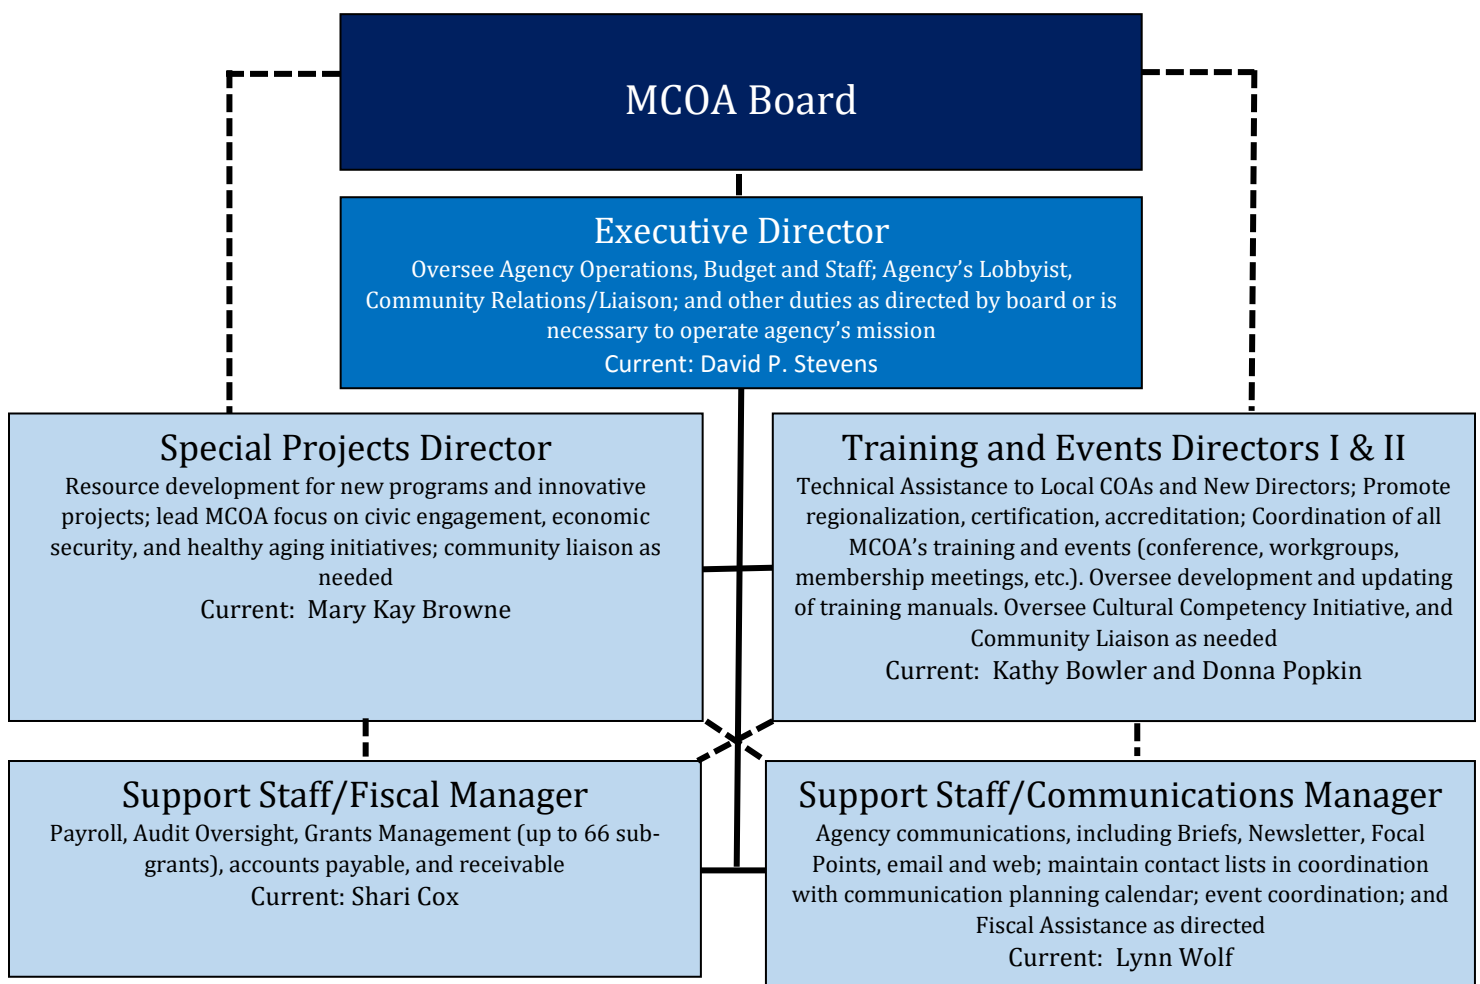 MCOA Board
Executive Director
Oversee Agency Operations, Budget and Staff; Agency’s Lobbyist,
Community Relations/Liaison; and other duties as directed by board or is
necessary to operate agency’s mission
Current: David P. Stevens
Special Projects Director
Resource development for new programs and innovative
projects; lead MCOA focus on civic engagement, economic
security, and healthy aging initiatives; community liaison as
needed
Current:  Mary Kay Browne
Training and Events Directors I & II
Technical Assistance to Local COAs and New Directors; Promote
regionalization, certification, accreditation; Coordination of all
MCOA’s training and events (conference, workgroups,
membership meetings, etc.). Oversee development and updating
of training manuals. Oversee Cultural Competency Initiative, and
Community Liaison as needed
Current:  Kathy Bowler and Donna Popkin
Support Staff/Fiscal Manager
Payroll, Audit Oversight, Grants Management (up to 66 sub-
grants), accounts payable, and receivable
Current: Shari Cox
Support Staff/Communications Manager
Agency communications, including Briefs, Newsletter, Focal
Points, email and web; maintain contact lists in coordination
with communication planning calendar; event coordination; and
Fiscal Assistance as directed
Current:  Lynn Wolf